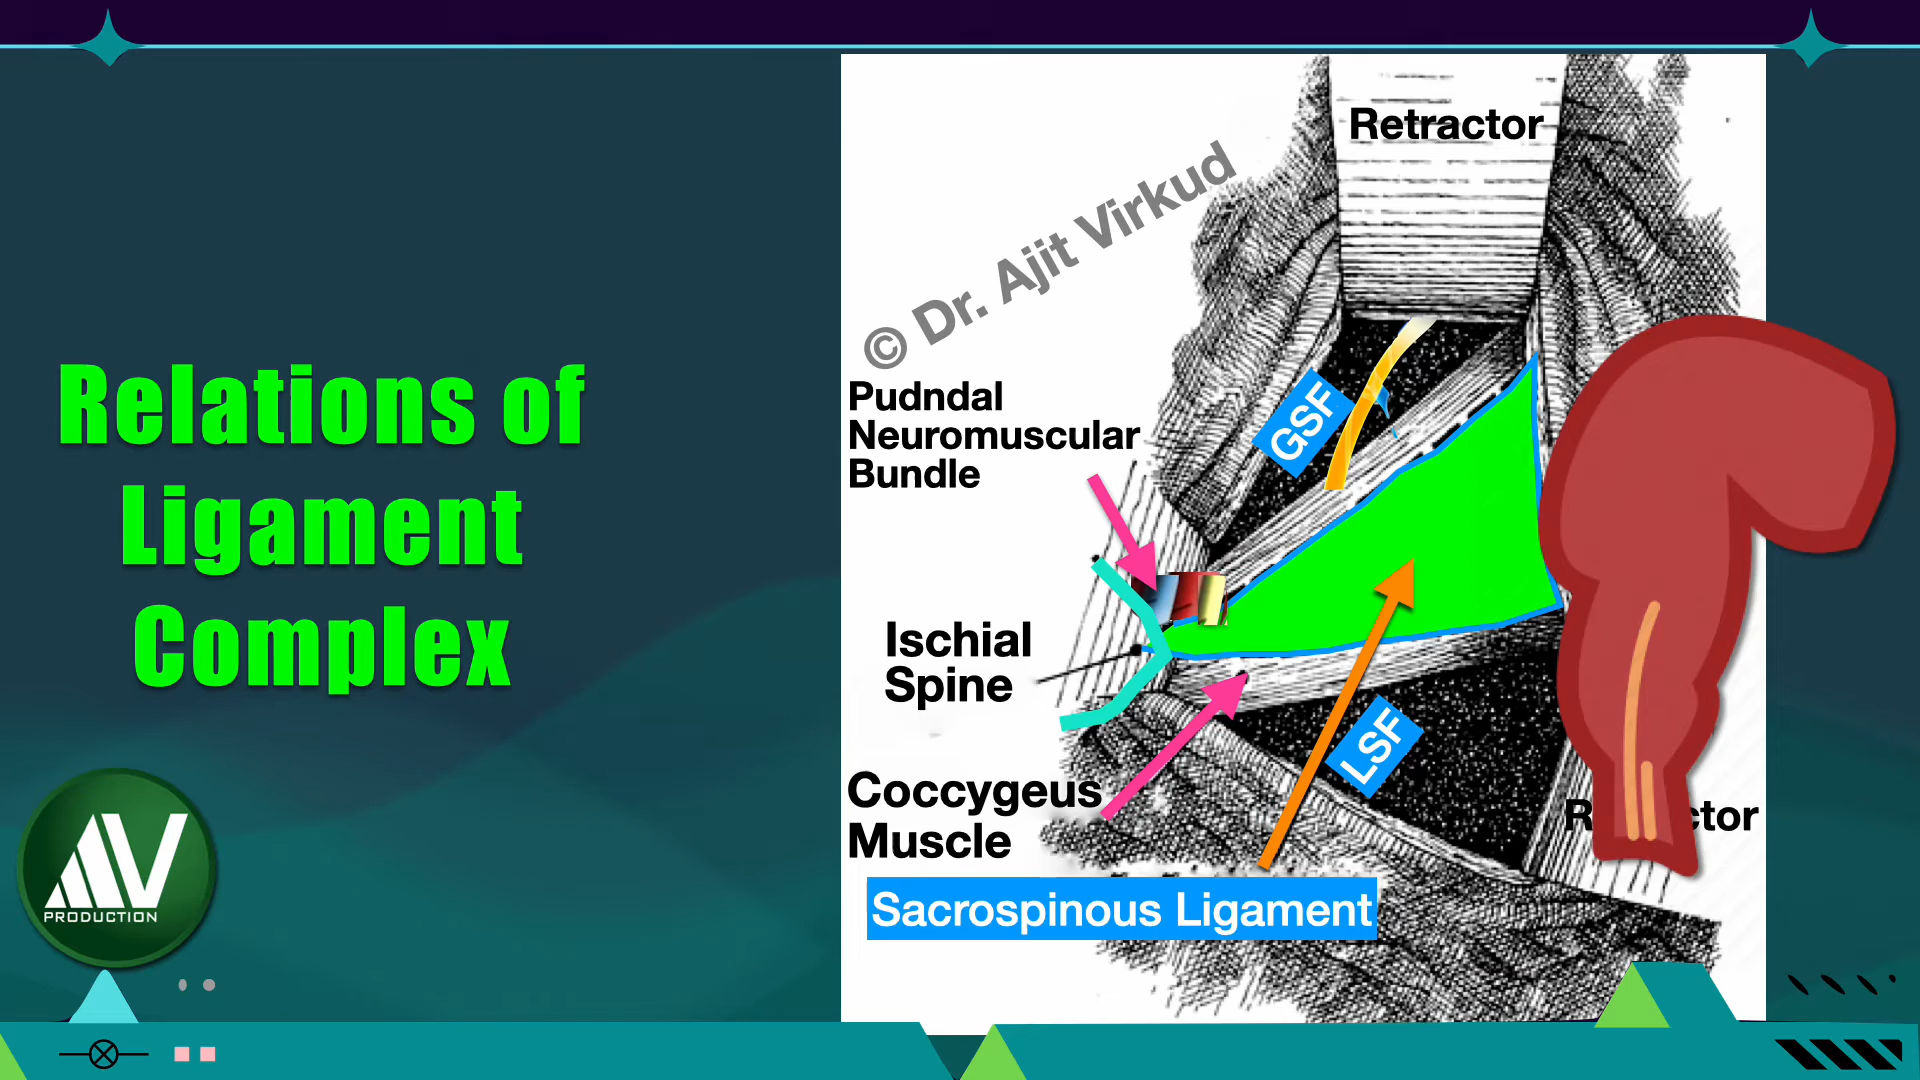 Relations of
Ligament
Complex
AV
PRODUCTION
Retractor
© Dr. Ajit Virkud
Pudndal
Neuromuscular
Bundle
GSF
Ischial
Spine
LSF
Coccygeus
Muscle
Sacrospinous Ligament